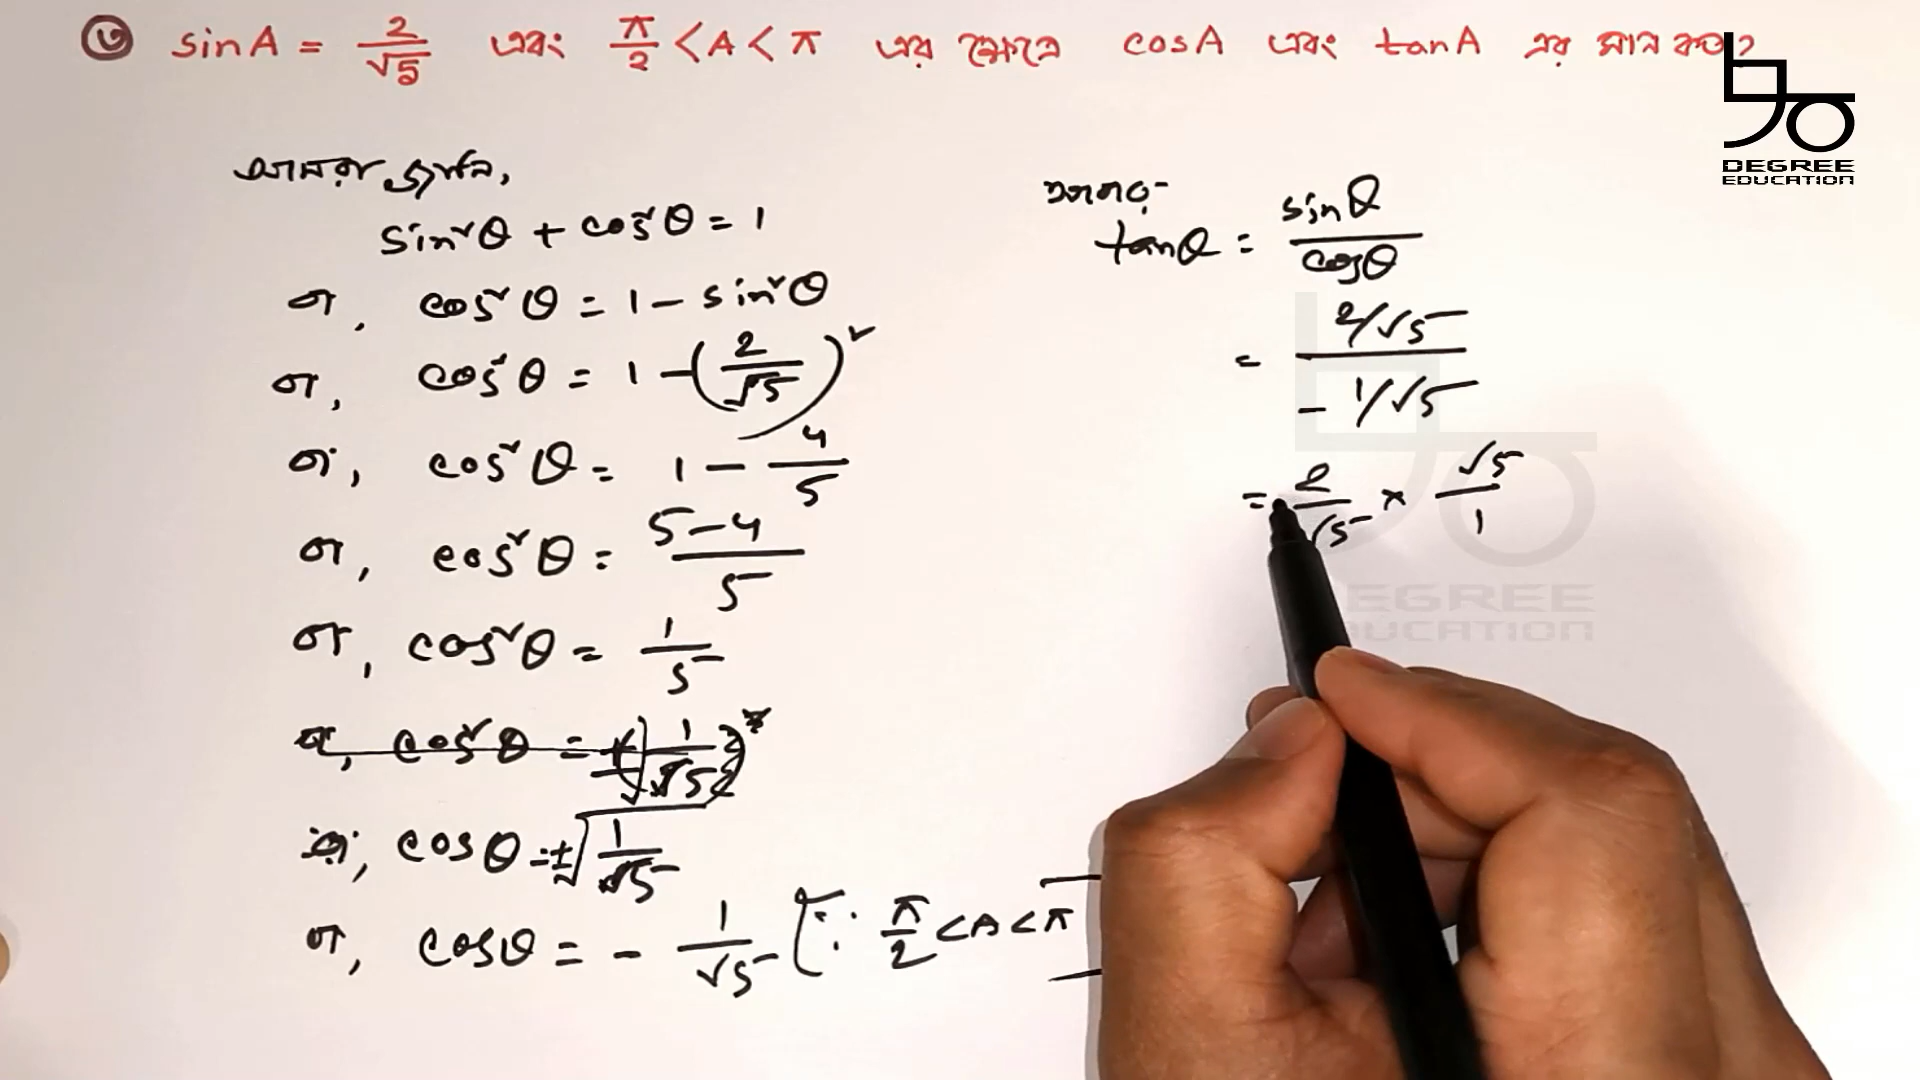 ৩ sinA = 2/√5 এবং π/2 < A < π এর ক্ষেত্রে cosA এবং tanA এর মান কত?
DEGREE
EDUCATION
আমরা জানি,
sin²θ + cos²θ = 1
বা, cos²θ = 1 − sin²θ
বা, cos²θ = 1 − (2/√5)²
বা, cos²θ = 1 − 4/5
বা, cos²θ = (5−4)/5
বা, cos²θ = 1/5
বা, cosθ = ±√(1/√5)
বা, cosθ = − 1/√5 [∵ π/2 < A < π
tanθ = sinθ/cosθ
= (2/√5)/(− 1/√5)
= 2/√5 × √5/1
EGREE
UCATION